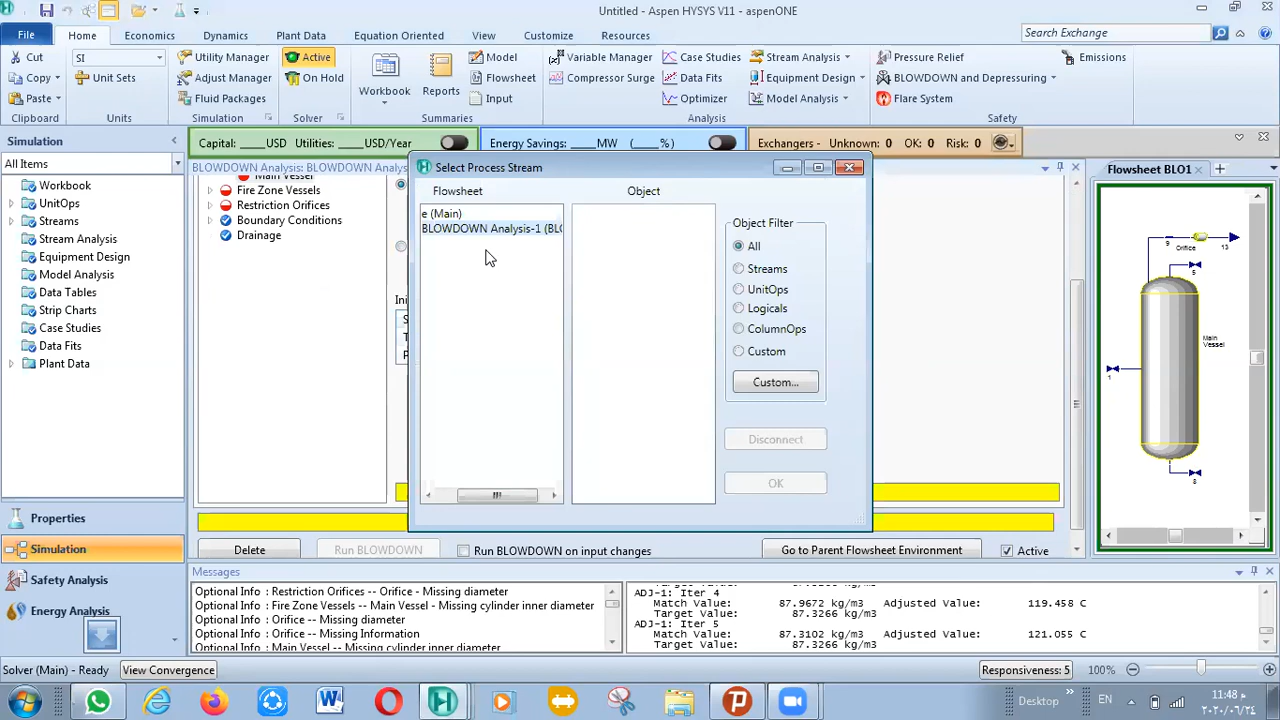 Untitled - Aspen HYSYS V11 - aspenONE
File
Home
Economics
Dynamics
Plant Data
Equation Oriented
View
Customize
Resources
Search Exchange
Cut
SI
Utility Manager
Active
Model
Variable Manager
Case Studies
Stream Analysis
Pressure Relief
Emissions
Copy
Unit Sets
Adjust Manager
On Hold
Flowsheet
Compressor Surge
Data Fits
Equipment Design
BLOWDOWN and Depressuring
Paste
Fluid Packages
Workbook
Reports
Input
Optimizer
Model Analysis
Flare System
Clipboard
Units
Simulation
Solver
Summaries
Analysis
Safety
Simulation
Capital: ____USD Utilities: ____USD/Year
Energy Savings: ____MW (____%)
Exchangers - Unknown: 0 OK: 0 Risk: 0
All Items
Workbook
UnitOps
Streams
Stream Analysis
Equipment Design
Model Analysis
Data Tables
Strip Charts
Case Studies
Data Fits
Plant Data
Properties
Simulation
Safety Analysis
Energy Analysis
BLOWDOWN Analysis: BLOWDOWN Analys
Main Vessel
Fire Zone Vessels
Restriction Orifices
Boundary Conditions
Drainage
Ini
S
T
P
Select Process Stream
Flowsheet
Object
e (Main)
BLOWDOWN Analysis-1 (BLO
Object Filter
All
Streams
UnitOps
Logicals
ColumnOps
Custom
Custom...
Disconnect
OK
Flowsheet BLO1
9
Orifice
13
5
Main
Vessel
1
8
Delete
Run BLOWDOWN
Run BLOWDOWN on input changes
Go to Parent Flowsheet Environment
Active
Messages
Optional Info : Restriction Orifices -- Orifice - Missing diameter
Optional Info : Fire Zone Vessels -- Main Vessel - Missing cylinder inner diameter
Optional Info : Orifice -- Missing diameter
Optional Info : Orifice -- Missing Information
Optional Info : Main Vessel -- Missing cylinder inner diameter
ADJ-1: Iter 4
Match Value: 87.9672 kg/m3 Adjusted Value: 119.458 C
Target Value: 87.3266 kg/m3
ADJ-1: Iter 5
Match Value: 87.3102 kg/m3 Adjusted Value: 121.055 C
Target Value: 87.3266 kg/m3
Solver (Main) - Ready
View Convergence
Responsiveness: 5
100%
Desktop
EN
11:48 م
٢٠٢٠/٠٦/٢٤